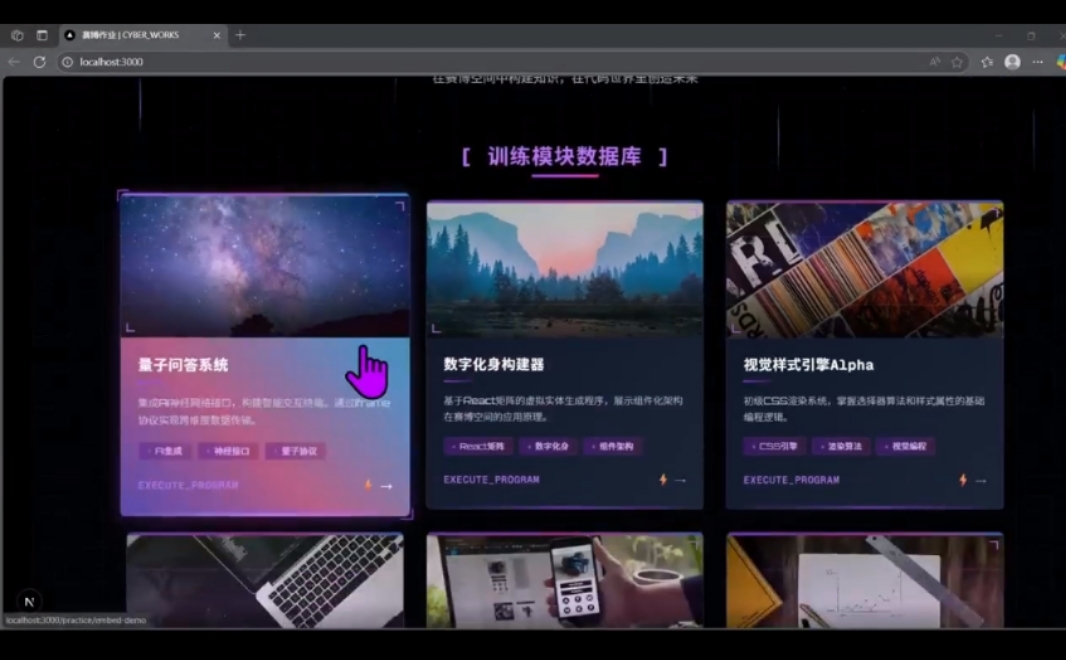 赛博作业 | CYBER_WORKS
localhost:3000
在赛博空间中构建知识，在代码世界里创造未来
[ 训练模块数据库 ]
量子问答系统
集成AI神经网络接口，构建智能交互终端。通过iframe
协议实现跨维度数据传输。
AI集成 神经接口 量子协议
EXECUTE_PROGRAM
数字化身构建器
基于React矩阵的虚拟实体生成程序，展示组件化架构
在赛博空间的应用原理。
React矩阵 数字化身 组件架构
EXECUTE_PROGRAM
视觉样式引擎Alpha
初级CSS渲染系统，掌握选择器算法和样式属性的基础
编程逻辑。
CSS引擎 渲染算法 视觉编程
EXECUTE_PROGRAM
N
localhost:3000/practice/embed-demo